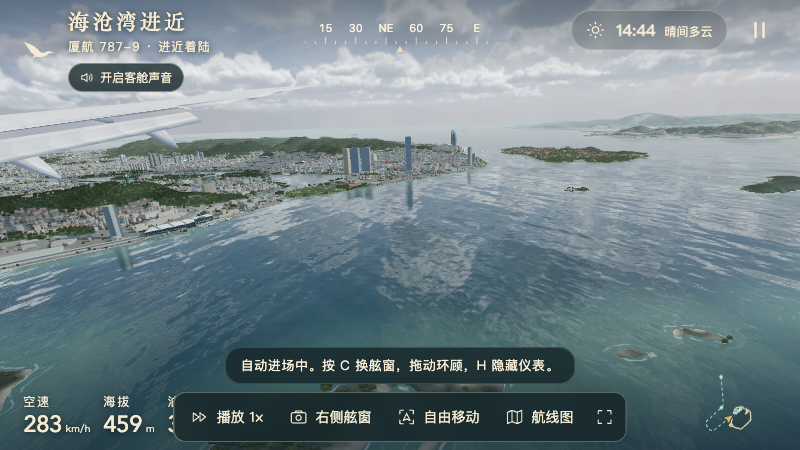 海沧湾进近
厦航 787-9 · 进近着陆
开启客舱声音
15 30 NE 60 75 E
14:44 晴间多云
自动进场中。按 C 换舷窗，拖动环顾，H 隐藏仪表。
空速
283 km/h
海拔
459 m
播放 1×
右侧舷窗
自由移动
航线图